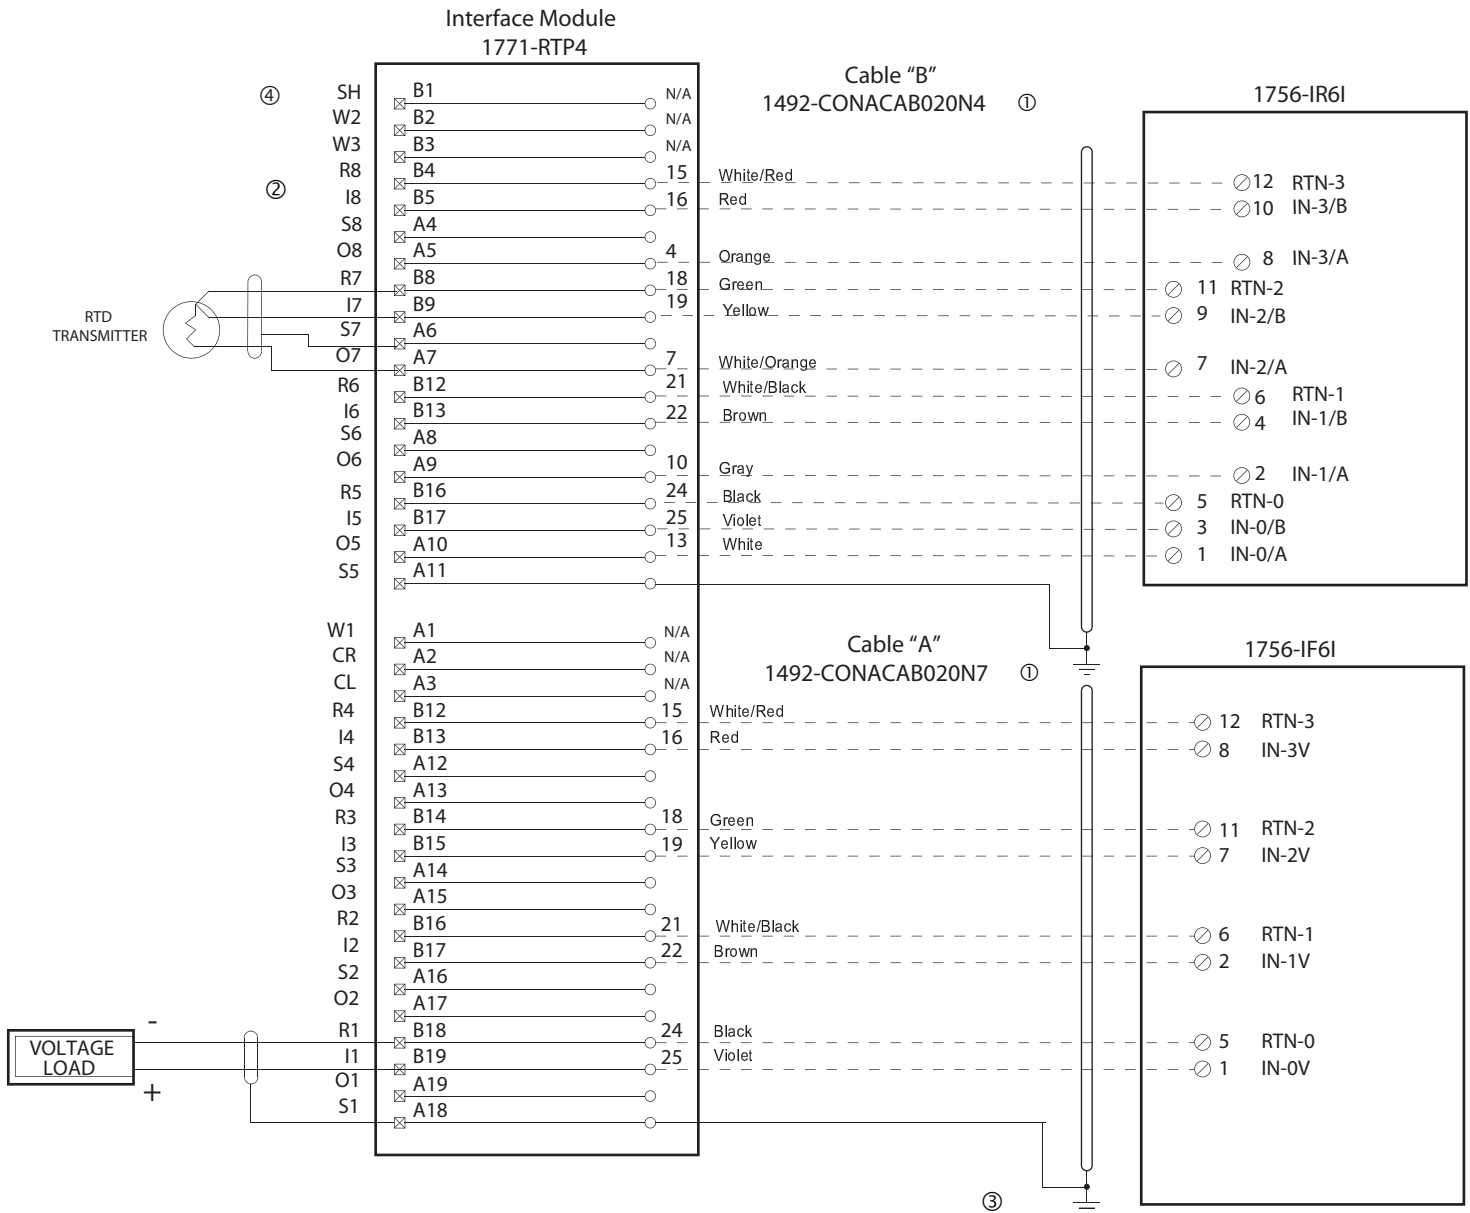 Interface Module
1771-RTP4
Cable “B”
1492-CONACAB020N4 ①
1756-IR6I
④
②
SH B1 N/A
W2 B2 N/A
W3 B3 N/A
R8 B4 15 White/Red 12 RTN-3
I8 B5 16 Red 10 IN-3/B
S8 A4
O8 A5 4 Orange 8 IN-3/A
R7 B8 18 Green 11 RTN-2
I7 B9 19 Yellow 9 IN-2/B
RTD
TRANSMITTER
S7 A6
O7 A7 7 White/Orange 7 IN-2/A
R6 B12 21 White/Black 6 RTN-1
I6 B13 22 Brown 4 IN-1/B
S6 A8
O6 A9 10 Gray 2 IN-1/A
R5 B16 24 Black 5 RTN-0
I5 B17 25 Violet 3 IN-0/B
O5 A10 13 White 1 IN-0/A
S5 A11
Cable “A”
1492-CONACAB020N7 ①
1756-IF6I
W1 A1 N/A
CR A2 N/A
CL A3 N/A
R4 B12 15 White/Red 12 RTN-3
I4 B13 16 Red 8 IN-3V
S4 A12
O4 A13
R3 B14 18 Green 11 RTN-2
I3 B15 19 Yellow 7 IN-2V
S3 A14
O3 A15
R2 B16 21 White/Black 6 RTN-1
I2 B17 22 Brown 2 IN-1V
S2 A16
O2 A17
-
R1 B18 24 Black 5 RTN-0
VOLTAGE
LOAD
I1 B19 25 Violet 1 IN-0V
+
O1 A19
S1 A18
③